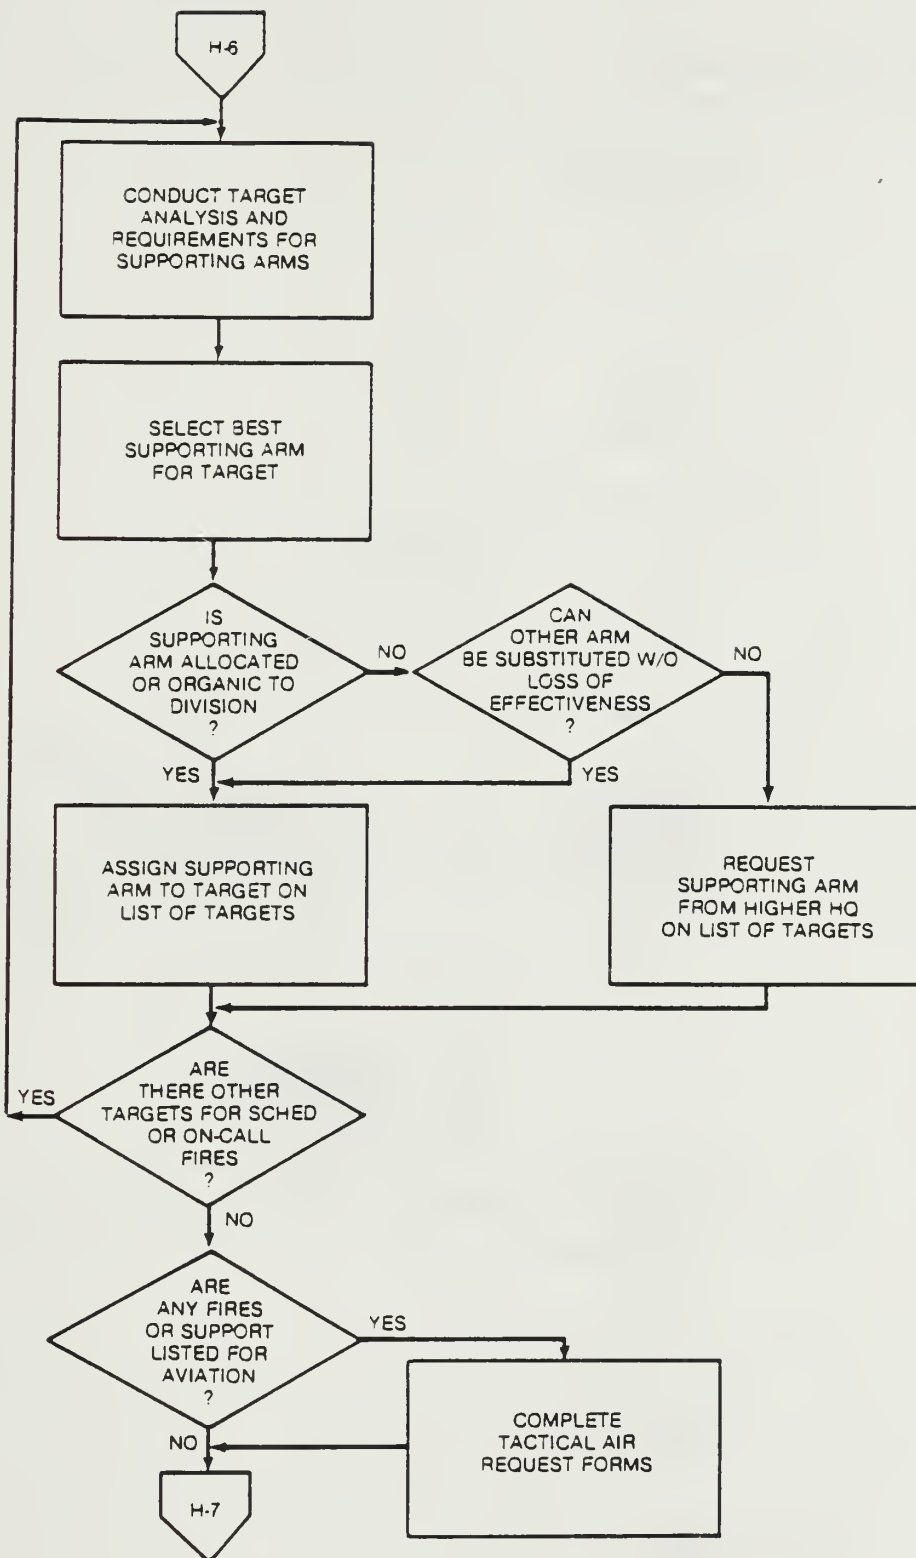 H-6
CONDUCT TARGET
ANALYSIS AND
REQUIREMENTS FOR
SUPPORTING ARMS
SELECT BEST
SUPPORTING ARM
FOR TARGET
IS
SUPPORTING
ARM ALLOCATED
OR ORGANIC TO
DIVISION
?
NO
CAN
OTHER ARM
BE SUBSTITUTED W/O
LOSS OF
EFFECTIVENESS
?
NO
YES
YES
ASSIGN SUPPORTING
ARM TO TARGET ON
LIST OF TARGETS
REQUEST
SUPPORTING ARM
FROM HIGHER HQ
ON LIST OF TARGETS
ARE
THERE OTHER
TARGETS FOR SCHED
OR ON-CALL
FIRES
?
YES
NO
ARE
ANY FIRES
OR SUPPORT
LISTED FOR
AVIATION
?
YES
NO
COMPLETE
TACTICAL AIR
REQUEST FORMS
H-7